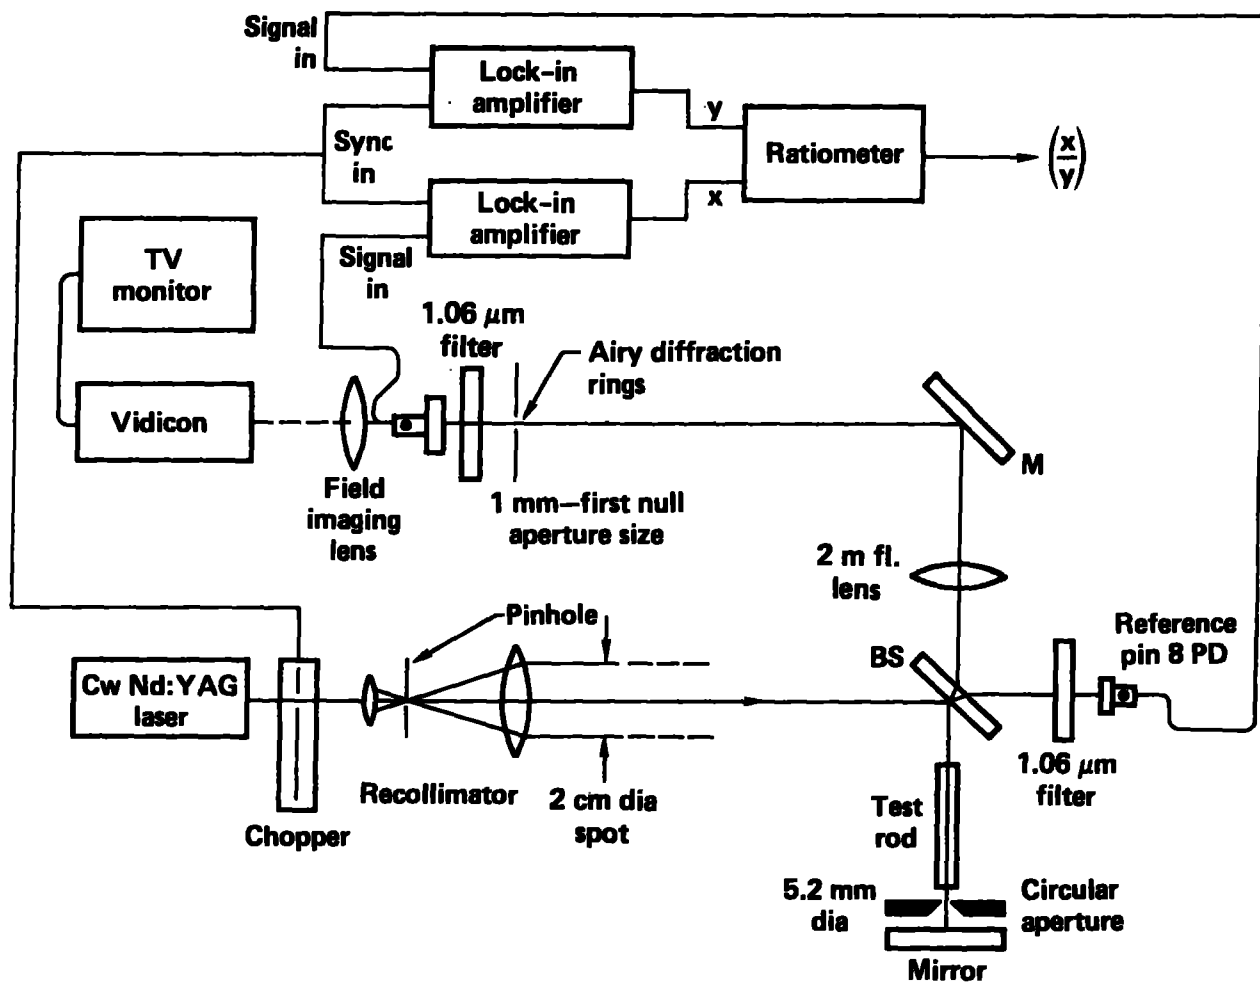 Signal
in
Lock-in
amplifier
y
Sync
in
Ratiometer
(x/y)
x
Lock-in
amplifier
Signal
in
TV
monitor
1.06 μm
filter
Airy diffraction
rings
Vidicon
M
Field
imaging
lens
1 mm—first null
aperture size
2 m fl.
lens
Pinhole
Reference
pin 8 PD
BS
Cw Nd:YAG
laser
Recollimator
2 cm dia
spot
1.06 μm
filter
Chopper
Test
rod
5.2 mm
dia
Circular
aperture
Mirror